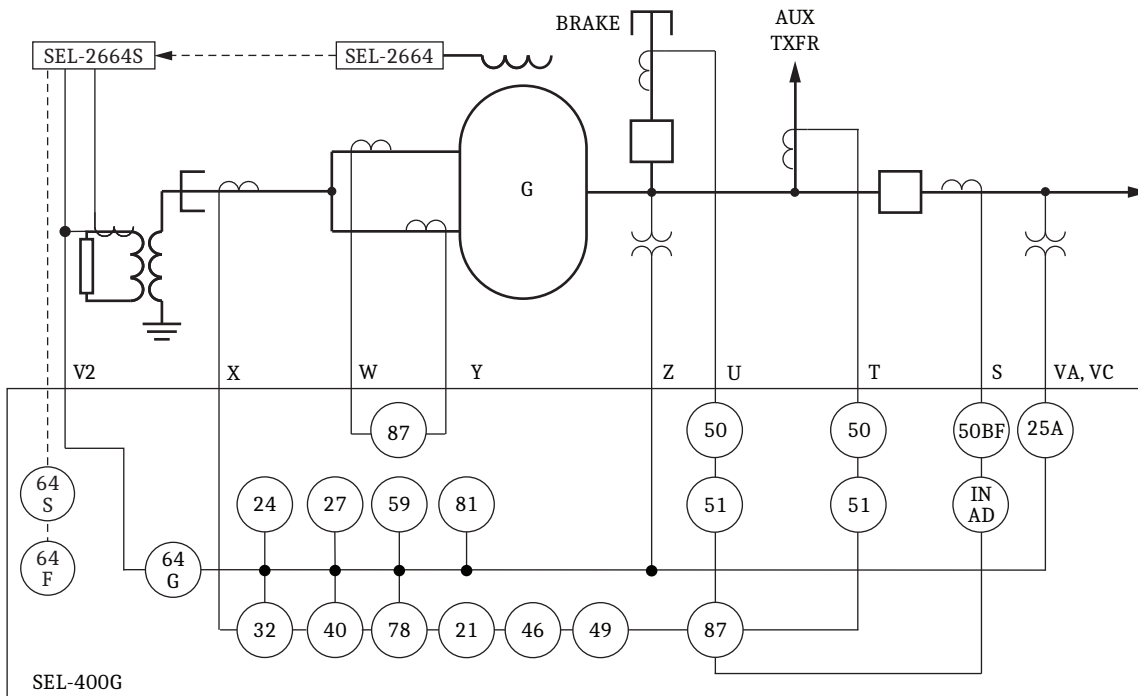 BRAKE
AUX
TXFR
SEL-2664S
SEL-2664
G
V2
X
W
Y
Z
U
T
S
VA, VC
87
50
50
50BF
25A
64
S
24
27
59
81
51
51
IN
AD
64
F
64
G
32
40
78
21
46
49
87
SEL-400G